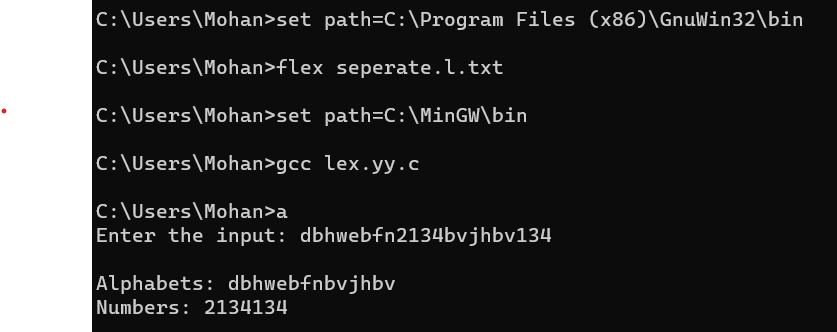 C:\Users\Mohan>set path=C:\Program Files (x86)\GnuWin32\bin
C:\Users\Mohan>flex seperate.l.txt
C:\Users\Mohan>set path=C:\MinGW\bin
C:\Users\Mohan>gcc lex.yy.c
C:\Users\Mohan>a
Enter the input: dbhwebfn2134bvjhbv134
Alphabets: dbhwebfnbvjhbv
Numbers: 2134134